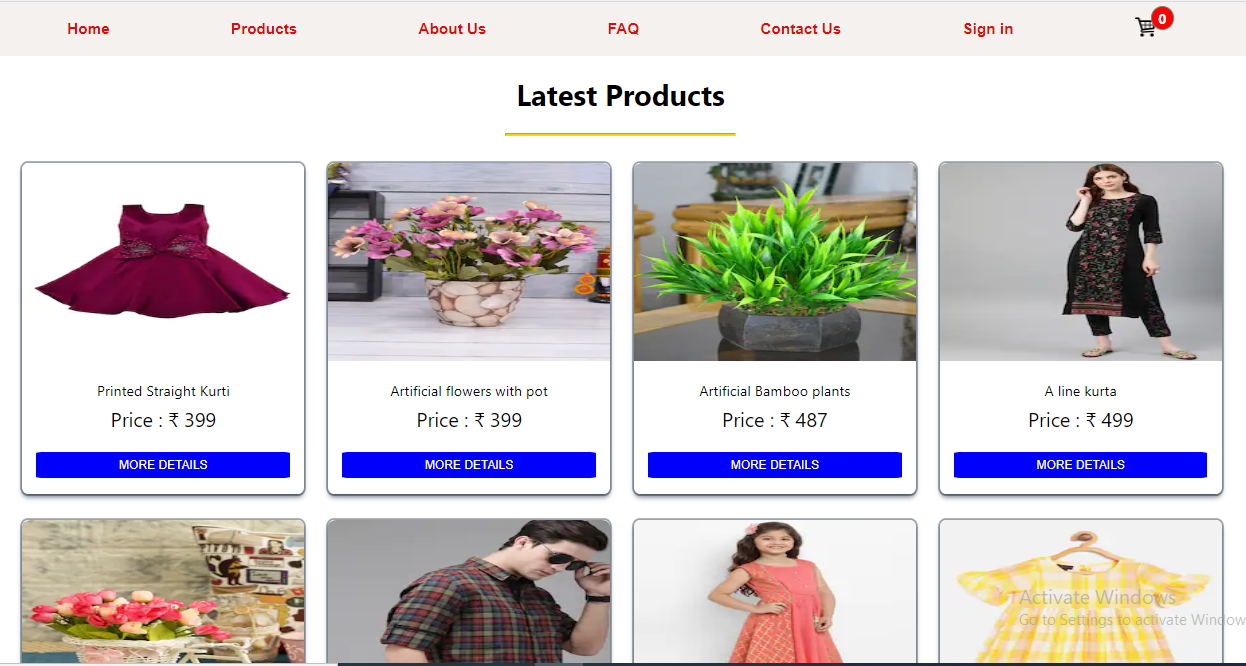 Home Products About Us FAQ Contact Us Sign in 0
Latest Products
Printed Straight Kurti
Price : ₹ 399
MORE DETAILS
Artificial flowers with pot
Price : ₹ 399
MORE DETAILS
Artificial Bamboo plants
Price : ₹ 487
MORE DETAILS
A line kurta
Price : ₹ 499
MORE DETAILS
Activate Windows
Go to Settings to activate Window